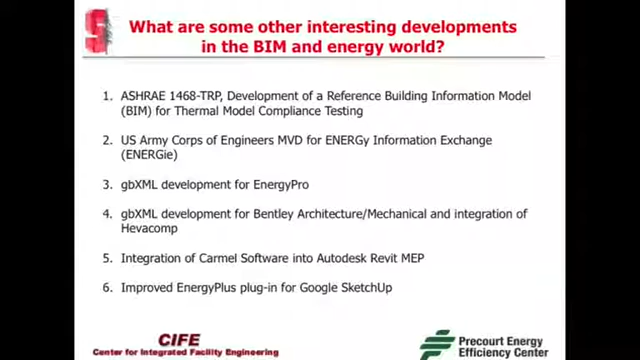 What are some other interesting developments
in the BIM and energy world?
1. ASHRAE 1468-TRP, Development of a Reference Building Information Model
(BIM) for Thermal Model Compliance Testing
2. US Army Corps of Engineers MVD for ENERGy Information Exchange
(ENERGie)
3. gbXML development for EnergyPro
4. gbXML development for Bentley Architecture/Mechanical and integration of
Hevacomp
5. Integration of Carmel Software into Autodesk Revit MEP
6. Improved EnergyPlus plug-in for Google SketchUp
CIFE
Center for Integrated Facility Engineering
Precourt Energy
Efficiency Center